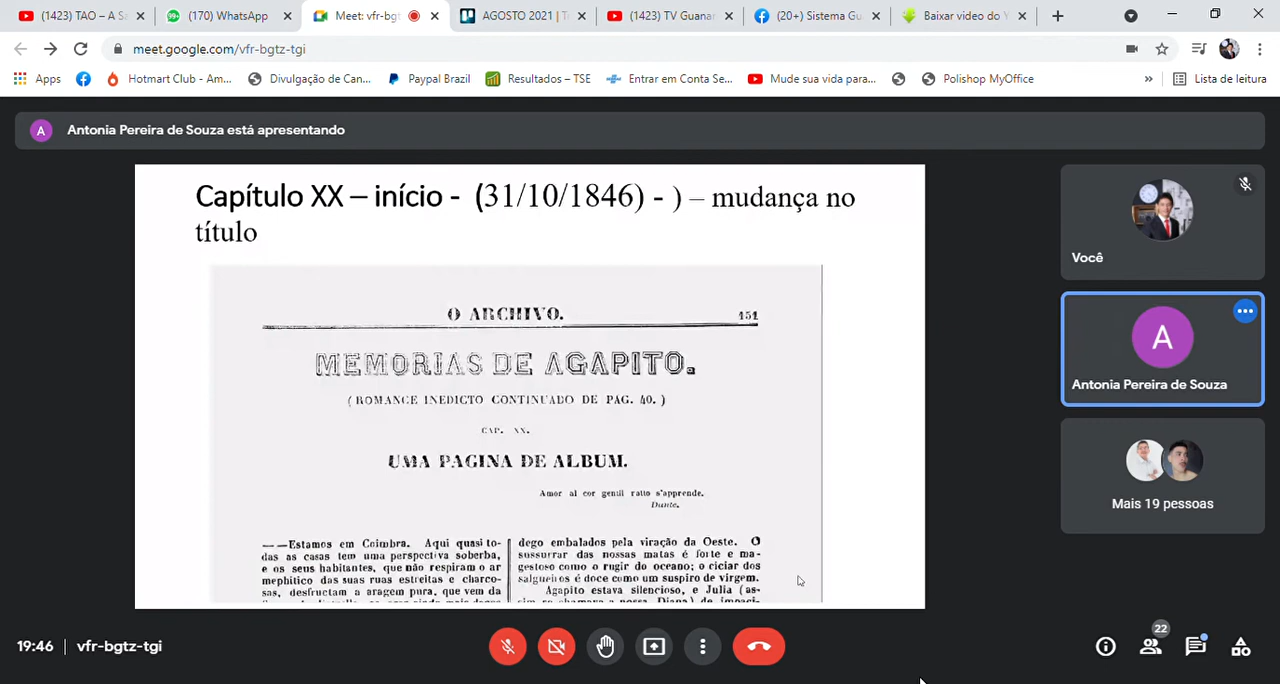 (1423) TAO – A Sa
(170) WhatsApp
Meet: vfr-bgt
AGOSTO 2021 | T
(1423) TV Guana
(20+) Sistema Gu
Baixar video do Y
meet.google.com/vfr-bgtz-tgi
Apps
Hotmart Club - Am...
Divulgação de Can...
Paypal Brazil
Resultados – TSE
Entrar em Conta Se...
Mude sua vida para...
Polishop MyOffice
»
Lista de leitura
A
Antonia Pereira de Souza está apresentando
Capítulo XX – início - (31/10/1846) - ) – mudança no
título
O ARCHIVO. 151
MEMORIAS DE AGAPITO.
(ROMANCE INEDICTO CONTINUADO DE PAG. 40.)
CAP. XX.
UMA PAGINA DE ALBUM.
Amor al cor gentil ratto s'apprende.
Dante.
——Estamos em Coimbra. Aqui quasi to-
das as casas tem uma perspectiva soberba,
e os seus habitantes, que não respiram o ar
mephitico das suas ruas estreitas e charco-
sas, desfructam a aragem pura, que vem da
dego embalados pela viração da Oeste. O
sussurrar das nossas matas é forte e ma-
gestoso como o rugir do oceano; o ciciar dos
salgueiros é doce como um suspiro de virgem.
Agapito estava silencioso, e Julia (as-
Você
A
Antonia Pereira de Souza
Mais 19 pessoas
19:46 | vfr-bgtz-tgi
22